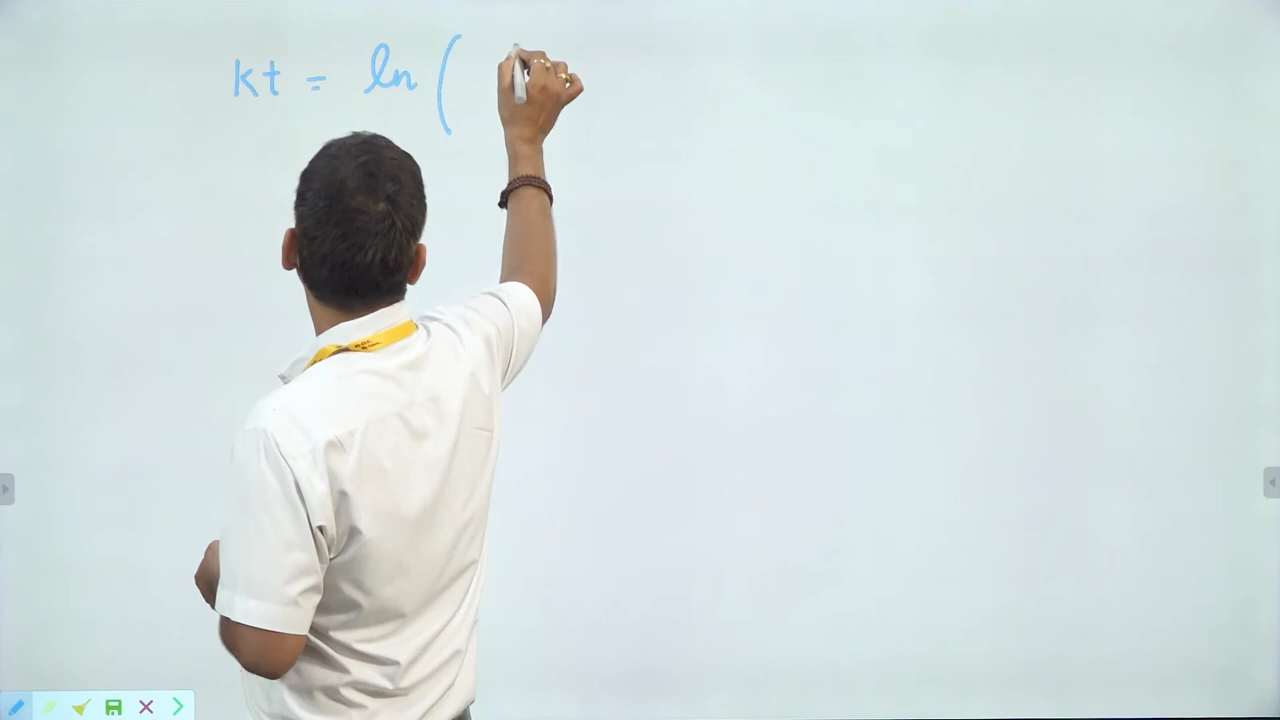 kt = ln (